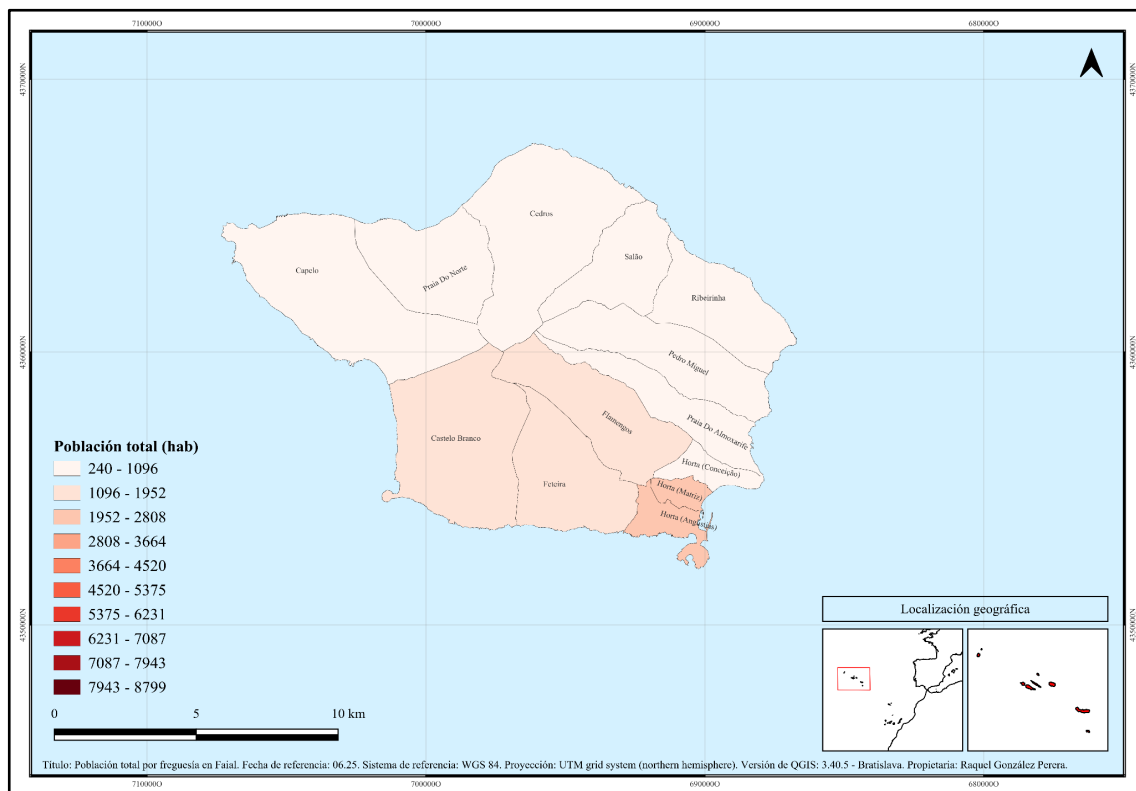 7100000
7000000
6900000
6800000
4370000N
4370000N
Cedros
Salão
Capelo
Praia Do Norte
Ribeirinha
4360000N
4360000N
Pedro Miguel
Praia Do Almoxarife
Flamengos
Castelo Branco
Horta (Conceição)
Feteira
Horta (Matriz)
Horta (Angústias)
Población total (hab)
240 - 1096
1096 - 1952
1952 - 2808
2808 - 3664
3664 - 4520
4520 - 5375
5375 - 6231
6231 - 7087
7087 - 7943
7943 - 8799
Localización geográfica
4350000N
4350000N
0 5 10 km
Título: Población total por freguesía en Faial. Fecha de referencia: 06.25. Sistema de referencia: WGS 84. Proyección: UTM grid system (northern hemisphere). Versión de QGIS: 3.40.5 - Bratislava. Propietaria: Raquel González Perera.
710000O
700000O
690000O
680000O